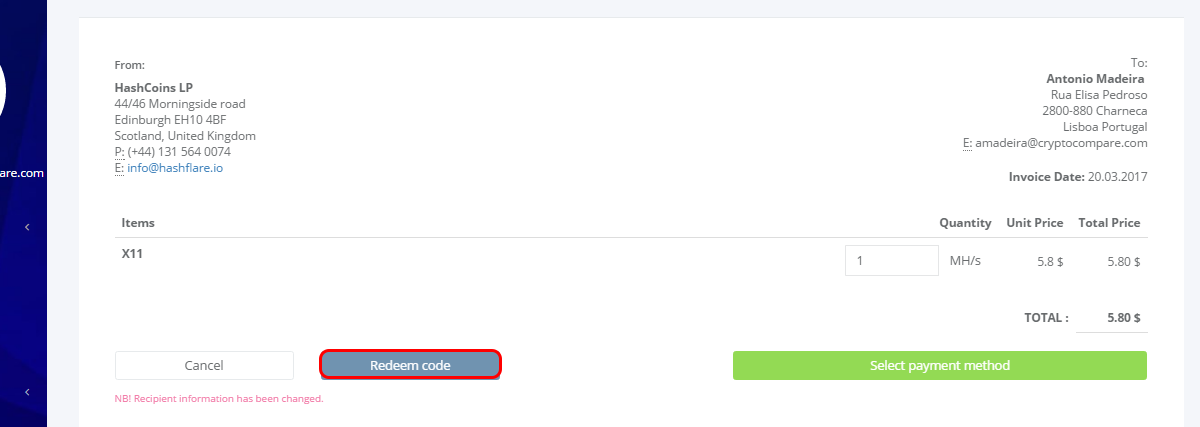 From:
HashCoins LP
44/46 Morningside road
Edinburgh EH10 4BF
Scotland, United Kingdom
P: (+44) 131 564 0074
E: info@hashflare.io
To:
Antonio Madeira
Rua Elisa Pedroso
2800-880 Charneca
Lisboa Portugal
E: amadeira@cryptocompare.com
Invoice Date: 20.03.2017
are.com
Items Quantity Unit Price Total Price
X11 1 MH/s 5.8 $ 5.80 $
TOTAL : 5.80 $
Cancel Redeem code Select payment method
NB! Recipient information has been changed.